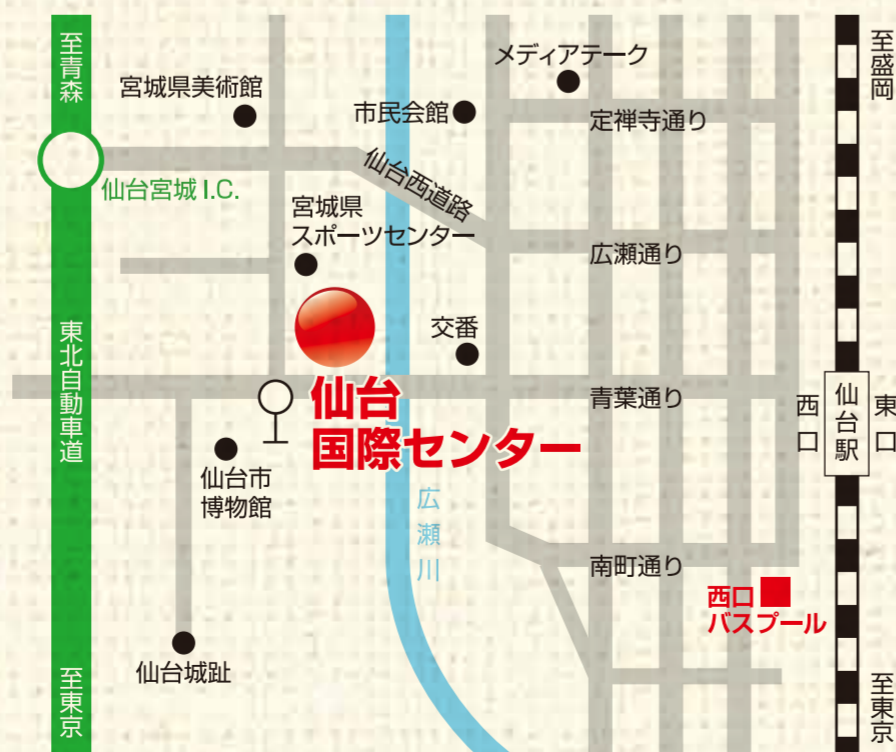 至青森
宮城県美術館
市民会館
メディアテーク
定禅寺通り
至盛岡
仙台宮城 I.C.
仙台西道路
宮城県
スポーツセンター
広瀬通り
東北自動車道
交番
仙台
国際センター
青葉通り
西口
仙台駅
東口
仙台市
博物館
広瀬川
南町通り
西口
バスプール
仙台城趾
至東京
至東京